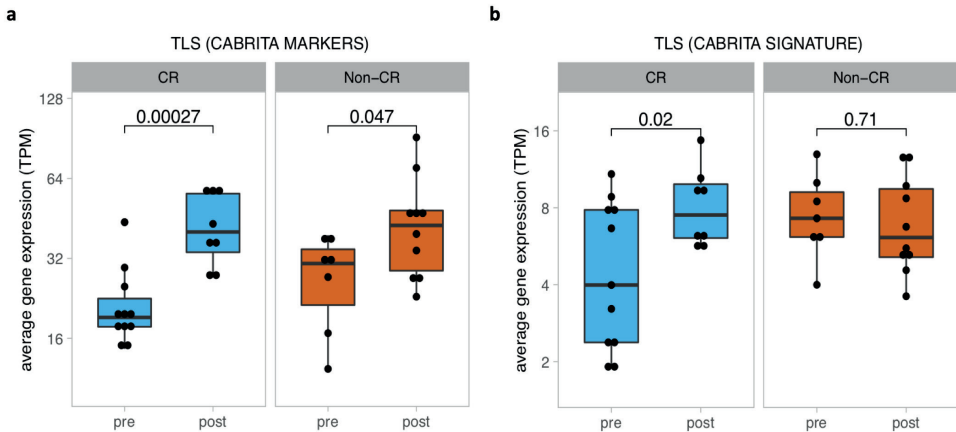 a
TLS (CABRITA MARKERS)
CR
Non-CR
0.00027
0.047
128
64
32
16
average gene expression (TPM)
pre
post
pre
post
b
TLS (CABRITA SIGNATURE)
CR
Non-CR
0.02
0.71
16
8
4
2
average gene expression (TPM)
pre
post
pre
post